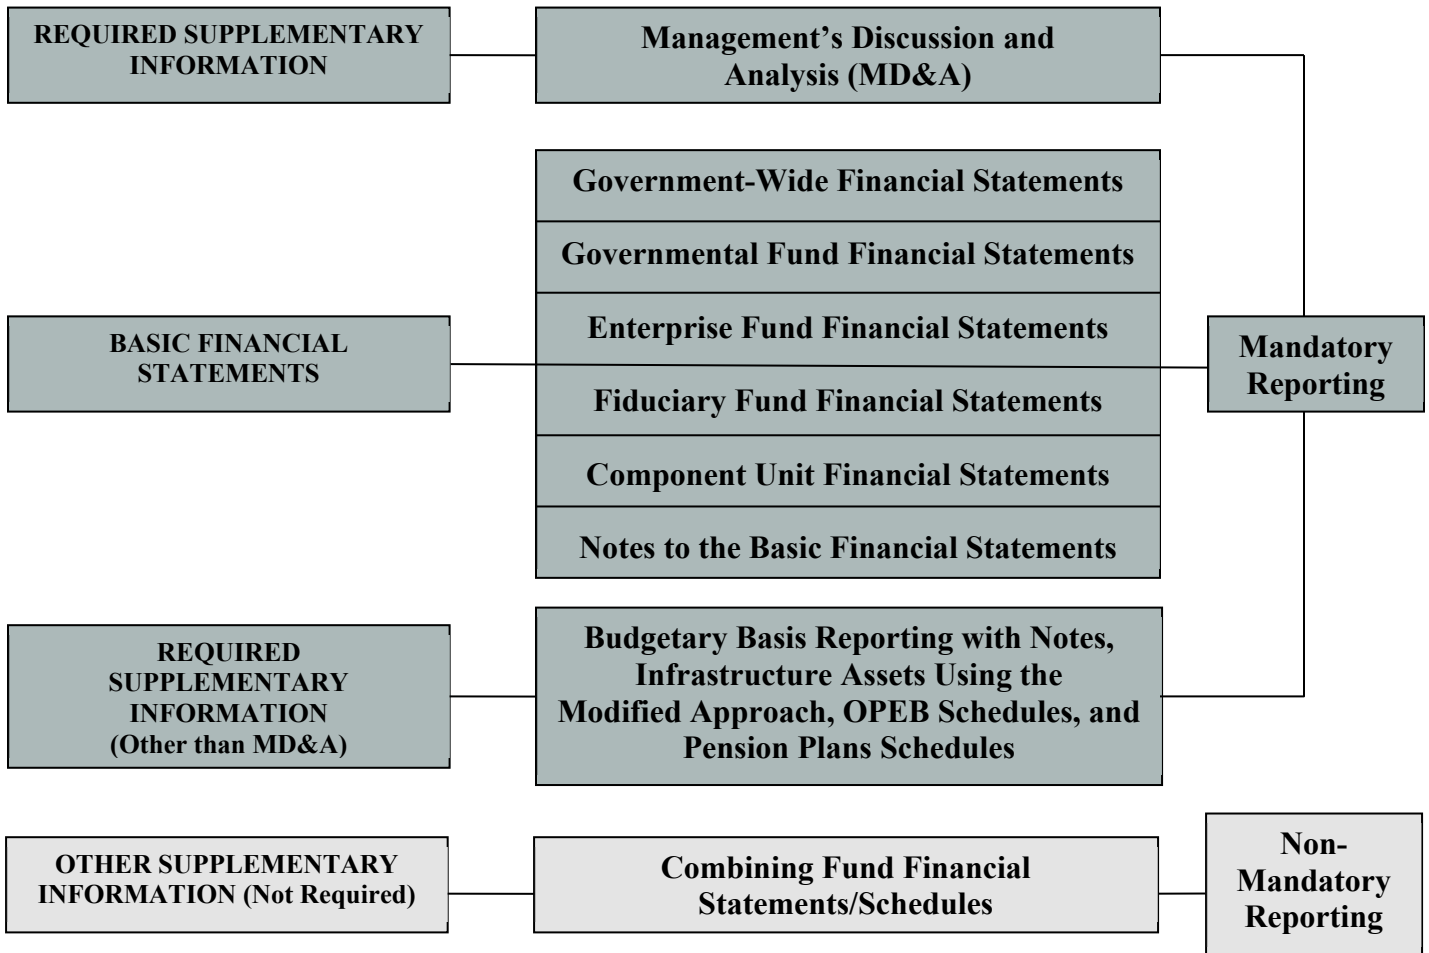 REQUIRED SUPPLEMENTARY
INFORMATION
Management’s Discussion and
Analysis (MD&A)
Government-Wide Financial Statements
Governmental Fund Financial Statements
Enterprise Fund Financial Statements
BASIC FINANCIAL
STATEMENTS
Fiduciary Fund Financial Statements
Component Unit Financial Statements
Notes to the Basic Financial Statements
Mandatory
Reporting
REQUIRED
SUPPLEMENTARY
INFORMATION
(Other than MD&A)
Budgetary Basis Reporting with Notes,
Infrastructure Assets Using the
Modified Approach, OPEB Schedules, and
Pension Plans Schedules
OTHER SUPPLEMENTARY
INFORMATION (Not Required)
Combining Fund Financial
Statements/Schedules
Non-
Mandatory
Reporting